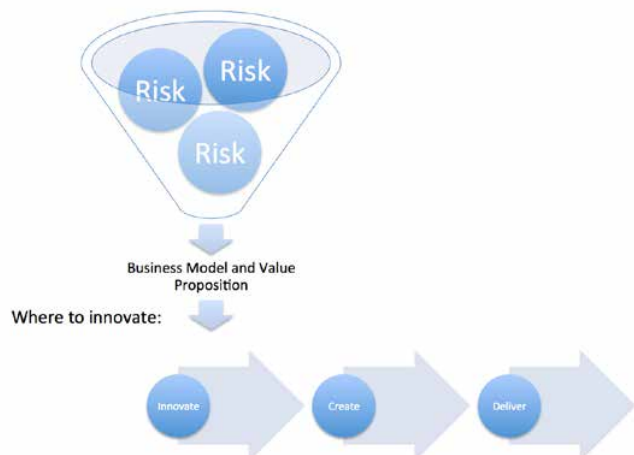 Risk
Risk
Risk
Business Model and Value
Proposition
Where to innovate:
Innovate
Create
Deliver